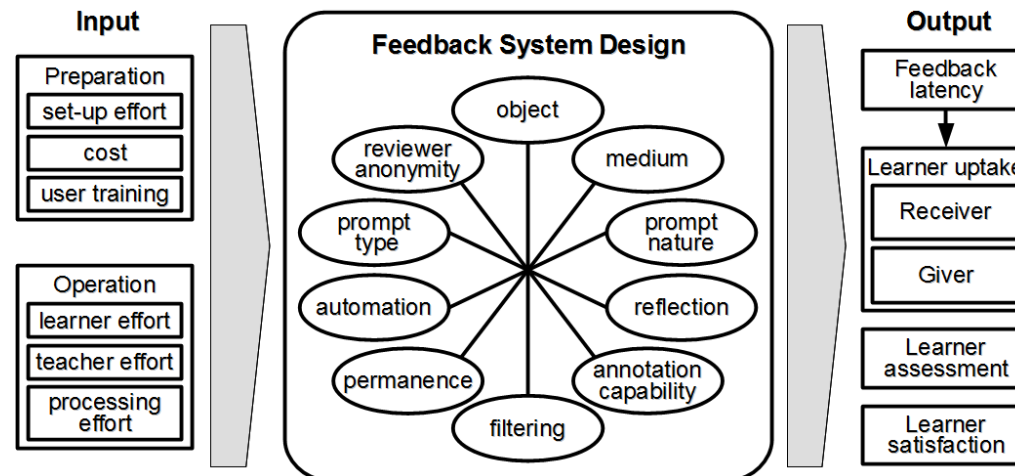 Input
Preparation
set-up effort
cost
user training
Operation
learner effort
teacher effort
processing
effort
Feedback System Design
object
reviewer
anonymity
medium
prompt
type
prompt
nature
automation
reflection
permanence
annotation
capability
filtering
Output
Feedback
latency
Learner uptake
Receiver
Giver
Learner
assessment
Learner
satisfaction